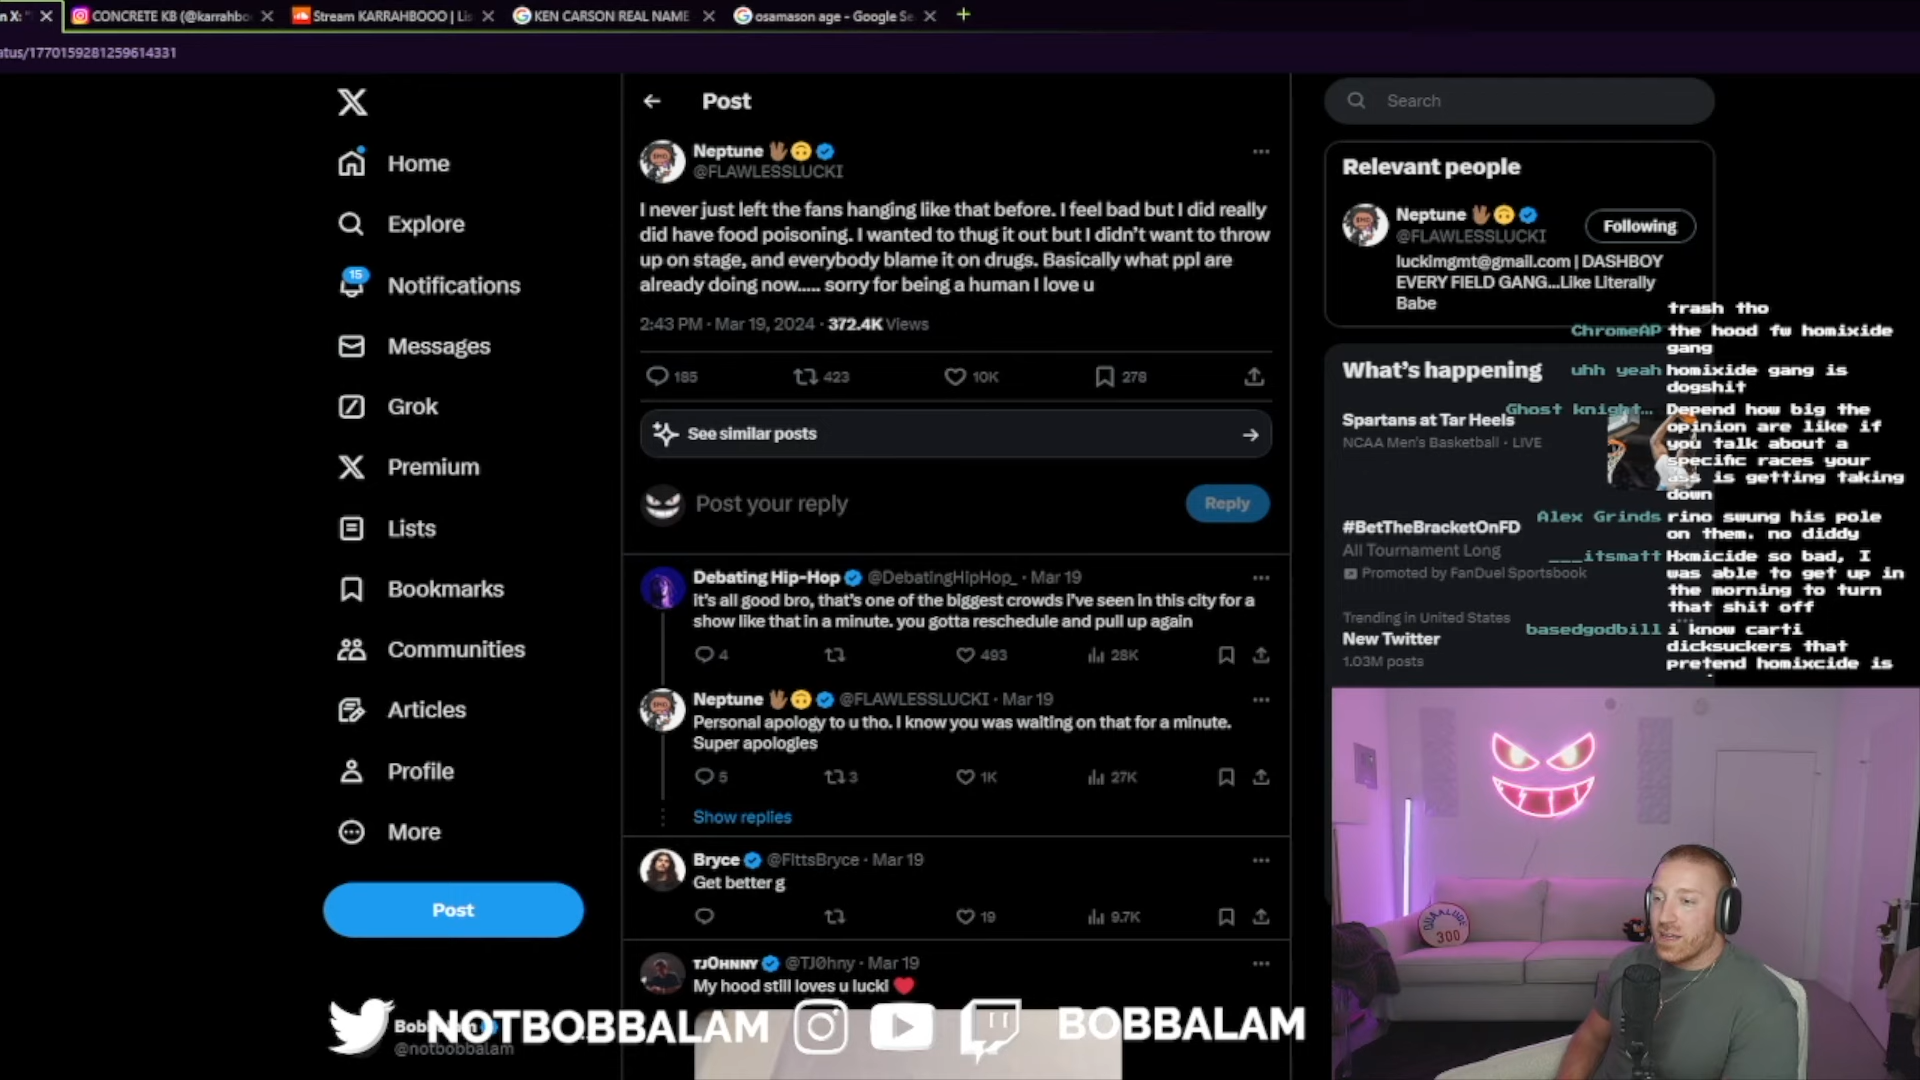 n X: "
CONCRETE KB (@karrahbo
Stream KARRAHBOOO | Li
KEN CARSON REAL NAME
osamason age - Google Se
atus/1770159281259614331
X
Home
Explore
15
Notifications
Messages
Grok
Premium
Lists
Bookmarks
Communities
Articles
Profile
More
Post
@notbobbalam
Post
Neptune
@FLAWLESSLUCKI
I never just left the fans hanging like that before. I feel bad but I did really
did have food poisoning. I wanted to thug it out but I didn't want to throw
up on stage, and everybody blame it on drugs. Basically what ppl are
already doing now..... sorry for being a human I love u
2:43 PM · Mar 19, 2024 · 372.4K Views
185 423 10K 278
See similar posts
Post your reply
Reply
Debating Hip-Hop @DebatingHipHop_ · Mar 19
it's all good bro, that's one of the biggest crowds I've seen in this city for a
show like that in a minute. you gotta reschedule and pull up again
4 493 28K
Neptune @FLAWLESSLUCKI · Mar 19
Personal apology to u tho. I know you was waiting on that for a minute.
Super apologies
5 3 1K 27K
Show replies
Bryce @FittsBryce · Mar 19
Get better g
19 9.7K
TJOHNNY @TJ0hny · Mar 19
My hood still loves u lucki
NOTBOBBALAM
BOBBALAM
Search
Relevant people
Neptune
@FLAWLESSLUCKI
Following
luckimgmt@gmail.com | DASHBOY
EVERY FIELD GANG...Like Literally
Babe
What's happening
Spartans at Tar Heels
NCAA Men's Basketball · LIVE
#BetTheBracketOnFD
All Tournament Long
Promoted by FanDuel Sportsbook
Trending in United States
New Twitter
1.03M posts
trash tho
ChromeAP the hood fw homixide
gang
uhh yeah homixide gang is
dogshit
Ghost knight... Depend how big the
opinion are like if
you talk about a
specific races your
ass is getting taking
down
Alex Grinds rino swung his pole
on them. no diddy
___itsmatt Hxmicide so bad, I
was able to get up in
the morning to turn
that shit off
basedgodbill i know carti
dicksuckers that
pretend homixcide is
QUAALUDE
300